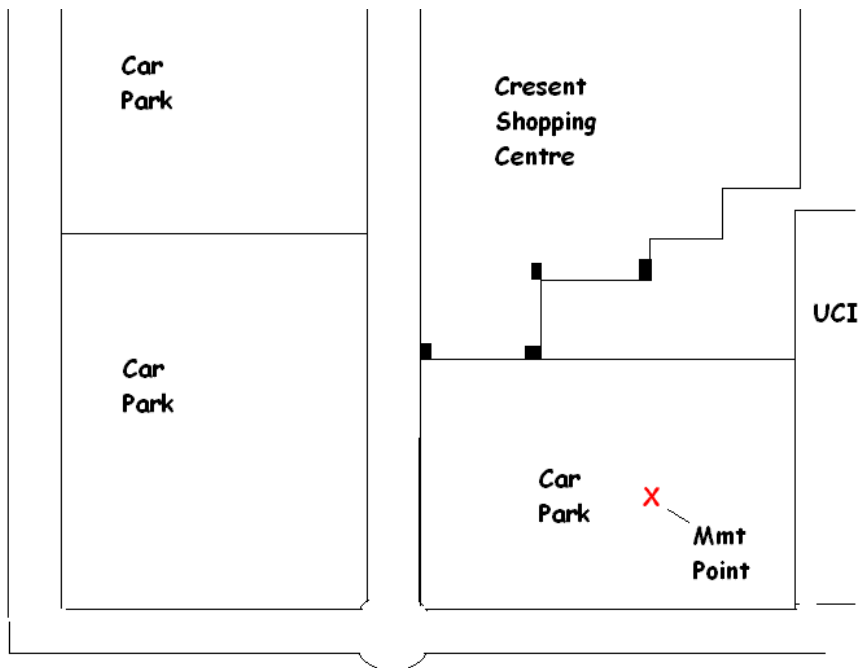 Car
Park
Cresent
Shopping
Centre
UCI
Car
Park
Car
Park
X
Mmt
Point